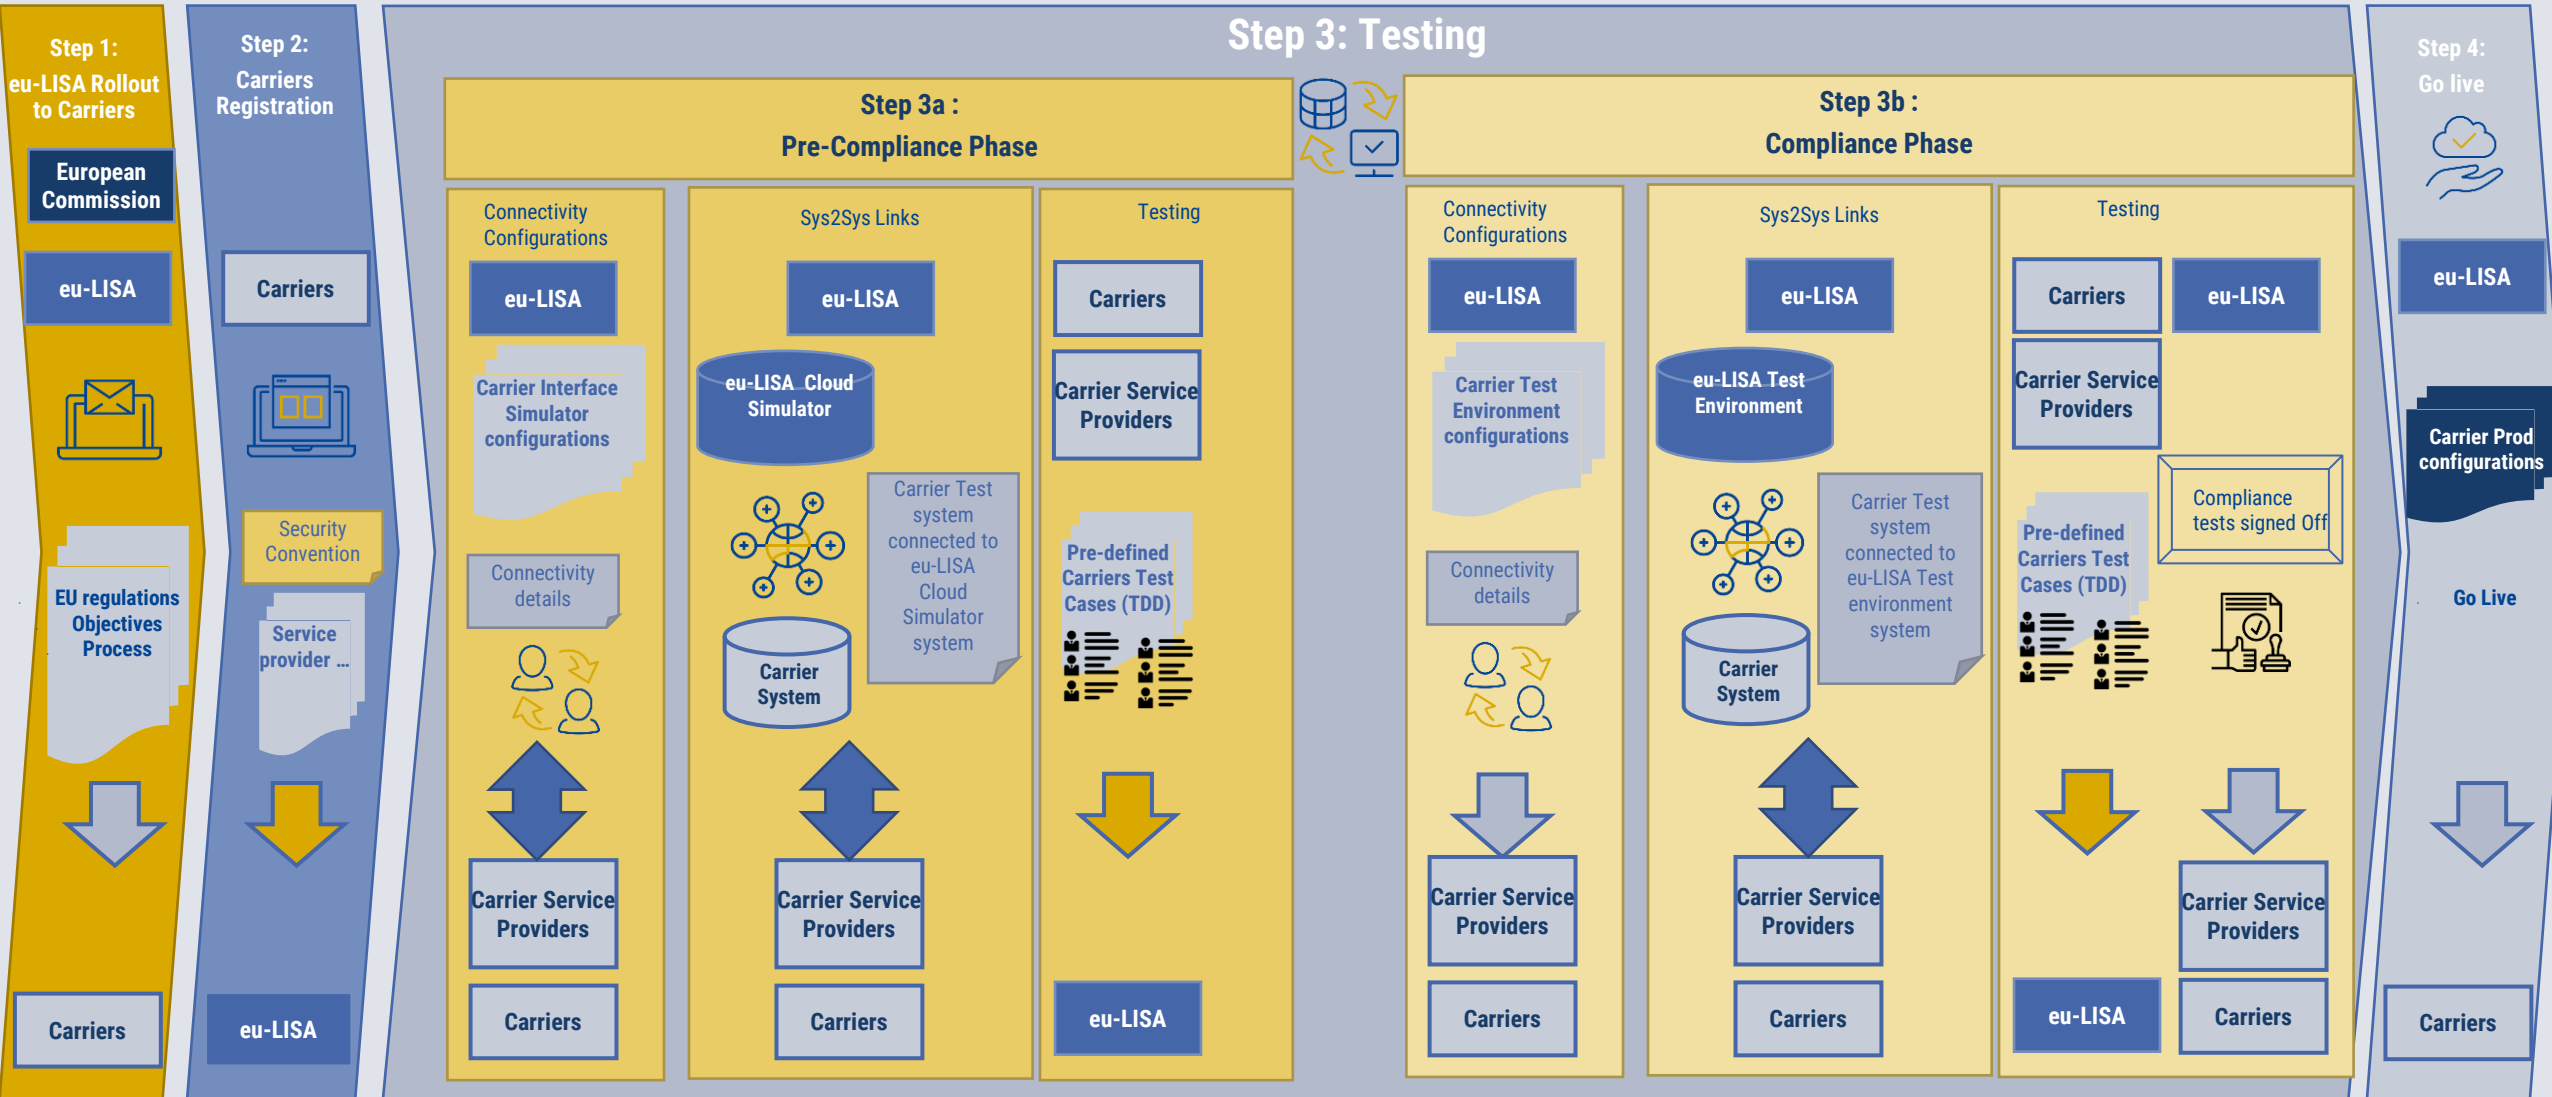 Step 1:
eu-LISA Rollout
to Carriers
European
Commission
eu-LISA
EU regulations
Objectives
Process
Carriers
Step 2:
Carriers
Registration
Carriers
Security
Convention
Service
provider ...
eu-LISA
Step 3: Testing
Step 3a :
Pre-Compliance Phase
Connectivity
Configurations
eu-LISA
Carrier Interface
Simulator
configurations
Connectivity
details
Carrier Service
Providers
Carriers
Sys2Sys Links
eu-LISA
eu-LISA Cloud
Simulator
Carrier Test
system
connected to
eu-LISA
Cloud
Simulator
system
Carrier
System
Carrier Service
Providers
Carriers
Testing
Carriers
Carrier Service
Providers
Pre-defined
Carriers Test
Cases (TDD)
eu-LISA
Step 3b :
Compliance Phase
Connectivity
Configurations
eu-LISA
Carrier Test
Environment
configurations
Connectivity
details
Carrier Service
Providers
Carriers
Sys2Sys Links
eu-LISA
eu-LISA Test
Environment
Carrier Test
system
connected to
eu-LISA Test
environment
system
Carrier
System
Carrier Service
Providers
Carriers
Testing
Carriers
Carrier Service
Providers
Pre-defined
Carriers Test
Cases (TDD)
eu-LISA
eu-LISA
Compliance
tests signed Off
Carrier Service
Providers
Carriers
Step 4:
Go live
eu-LISA
Carrier Prod
configurations
Go Live
Carriers